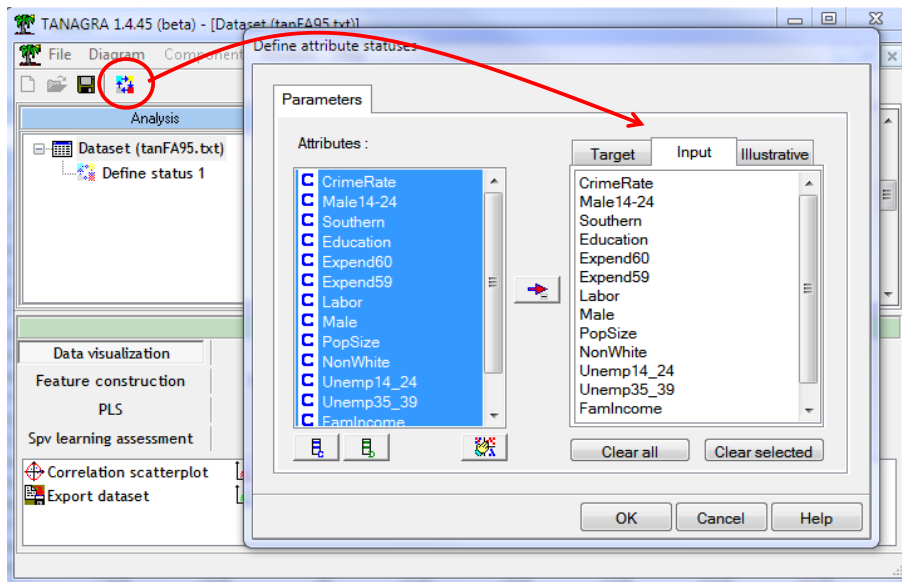 TANAGRA 1.4.45 (beta) - [Dataset (tanFA95.txt)]
File Diagram Component
Analysis
Dataset (tanFA95.txt)
Define status 1
Data visualization
Feature construction
PLS
Spv learning assessment
Correlation scatterplot
Export dataset
Define attribute statuses
Parameters
Attributes :
C CrimeRate
C Male14-24
C Southern
C Education
C Expend60
C Expend59
C Labor
C Male
C PopSize
C NonWhite
C Unemp14_24
C Unemp35_39
C FamIncome
Target Input Illustrative
CrimeRate
Male14-24
Southern
Education
Expend60
Expend59
Labor
Male
PopSize
NonWhite
Unemp14_24
Unemp35_39
FamIncome
Clear all Clear selected
OK Cancel Help